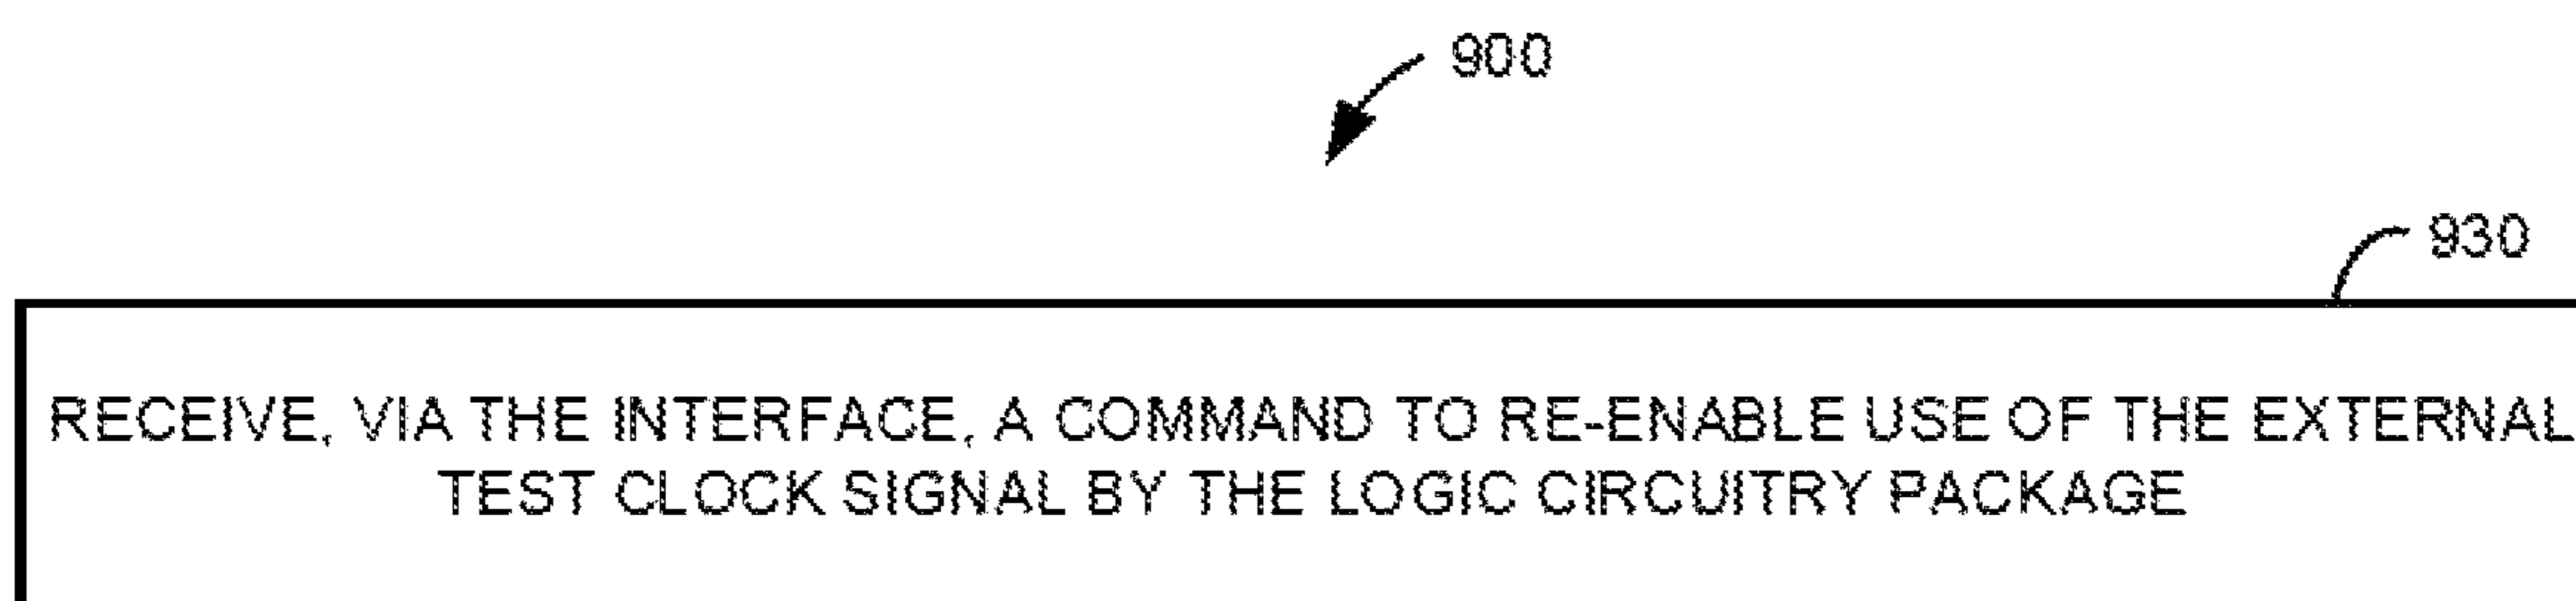 900
930
RECEIVE, VIA THE INTERFACE, A COMMAND TO RE-ENABLE USE OF THE EXTERNAL
TEST CLOCK SIGNAL BY THE LOGIC CIRCUITRY PACKAGE